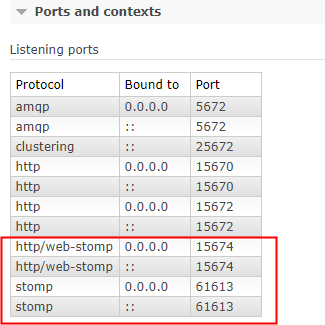 Ports and contexts
Listening ports
Protocol Bound to Port
amqp 0.0.0.0 5672
amqp :: 5672
clustering :: 25672
http 0.0.0.0 15670
http :: 15670
http 0.0.0.0 15672
http :: 15672
http/web-stomp 0.0.0.0 15674
http/web-stomp :: 15674
stomp 0.0.0.0 61613
stomp :: 61613